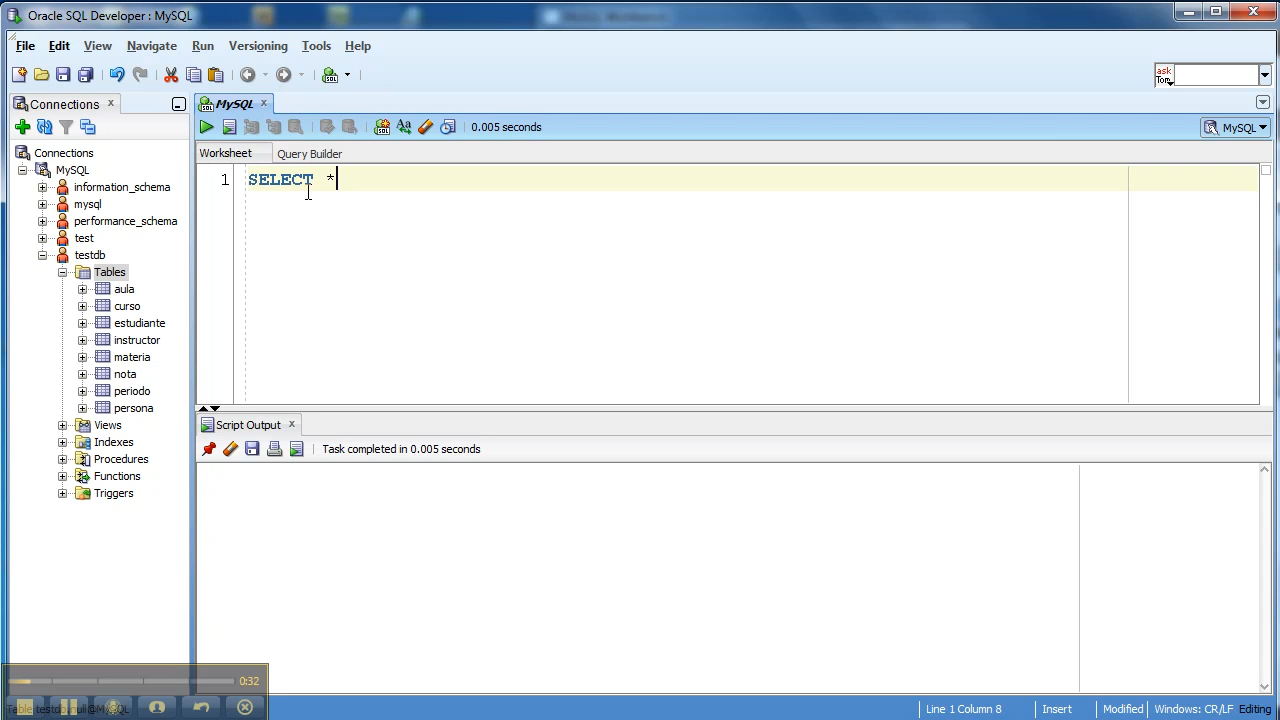 Oracle SQL Developer : MySQL
File Edit View Navigate Run Versioning Tools Help
ask Tom
Connections
MySQL
0.005 seconds
MySQL
Worksheet
Query Builder
Connections
MySQL
information_schema
mysql
performance_schema
test
testdb
Tables
aula
curso
estudiante
instructor
materia
nota
periodo
persona
Views
Indexes
Procedures
Functions
Triggers
1 SELECT *
Script Output
Task completed in 0.005 seconds
0:32
Line 1 Column 8
Insert
Modified
Windows: CR/LF
Editing